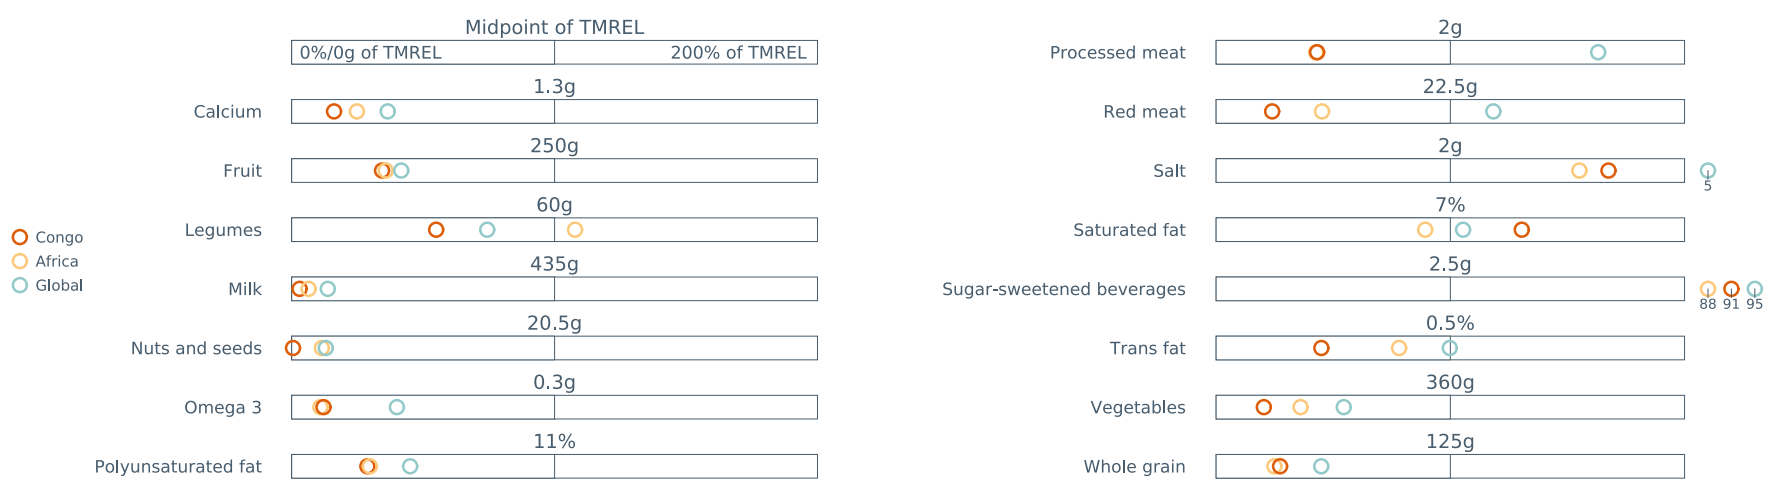 Midpoint of TMREL
0%/0g of TMREL 200% of TMREL
1.3g
Calcium
250g
Fruit
60g
Legumes
435g
Milk
20.5g
Nuts and seeds
0.3g
Omega 3
11%
Polyunsaturated fat
Congo
Africa
Global
2g
Processed meat
22.5g
Red meat
2g
Salt
5
7%
Saturated fat
2.5g
Sugar-sweetened beverages
88 91 95
0.5%
Trans fat
360g
Vegetables
125g
Whole grain